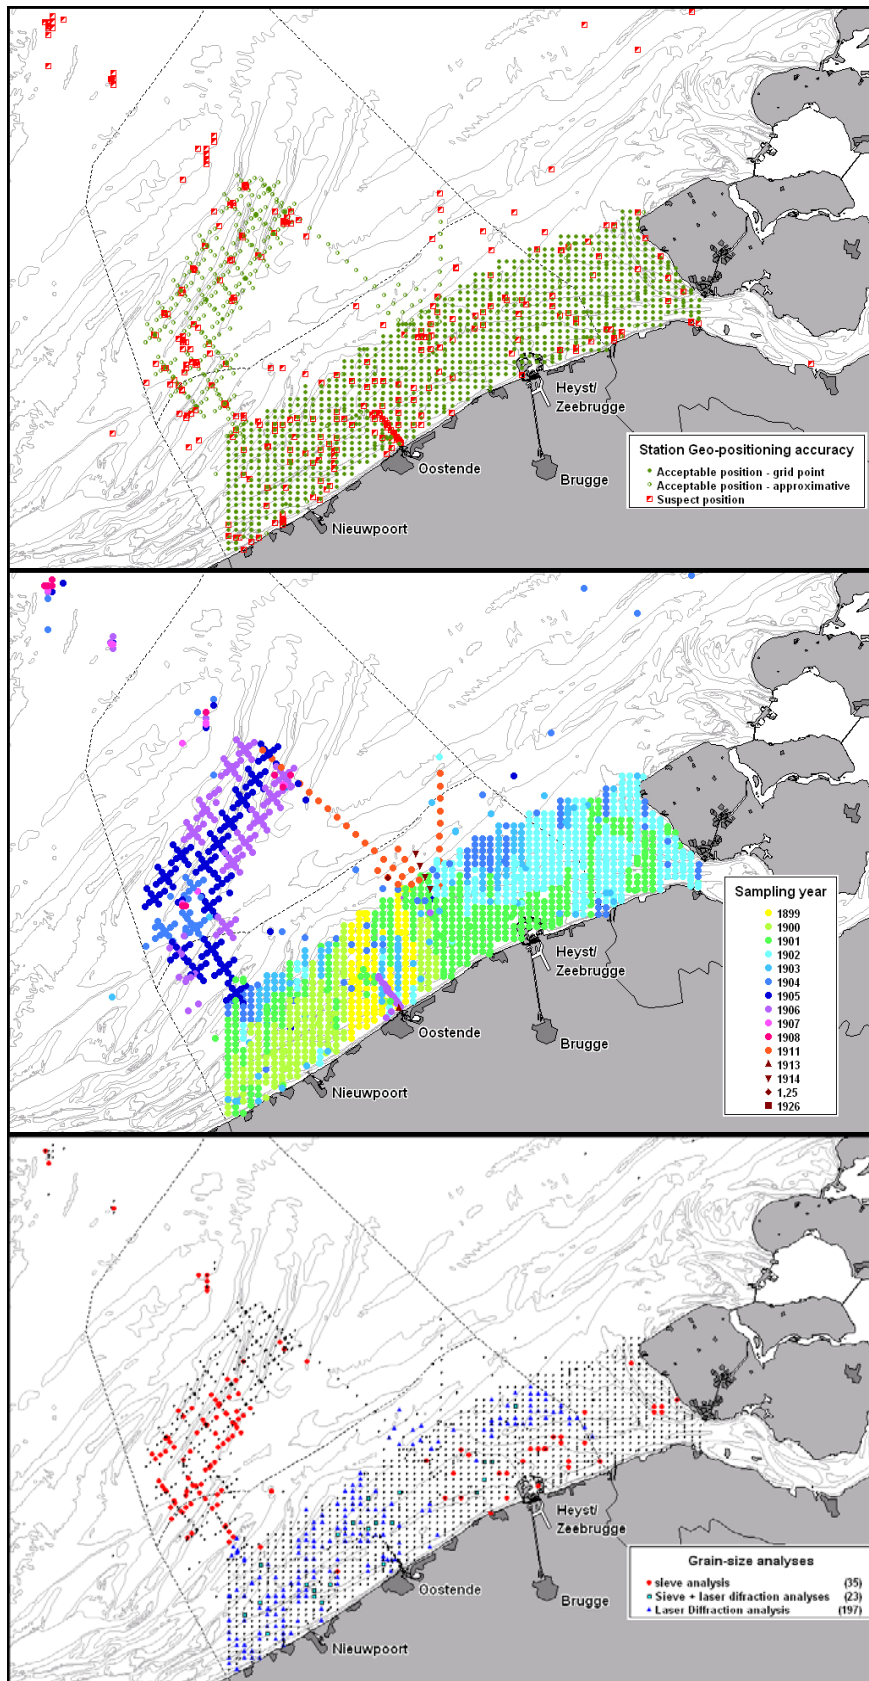 Heyst/
Zeebrugge
Oostende
Brugge
Nieuwpoort
Station Geo-positioning accuracy
Acceptable position - grid point
Acceptable position - approximative
Suspect position
Heyst/
Zeebrugge
Oostende
Brugge
Nieuwpoort
Sampling year
1899
1900
1901
1902
1903
1904
1905
1906
1907
1908
1911
1913
1914
1,25
1926
Heyst/
Zeebrugge
Oostende
Brugge
Nieuwpoort
Grain-size analyses
sieve analysis (35)
Sieve + laser difraction analyses (23)
Laser Diffraction analysis (197)